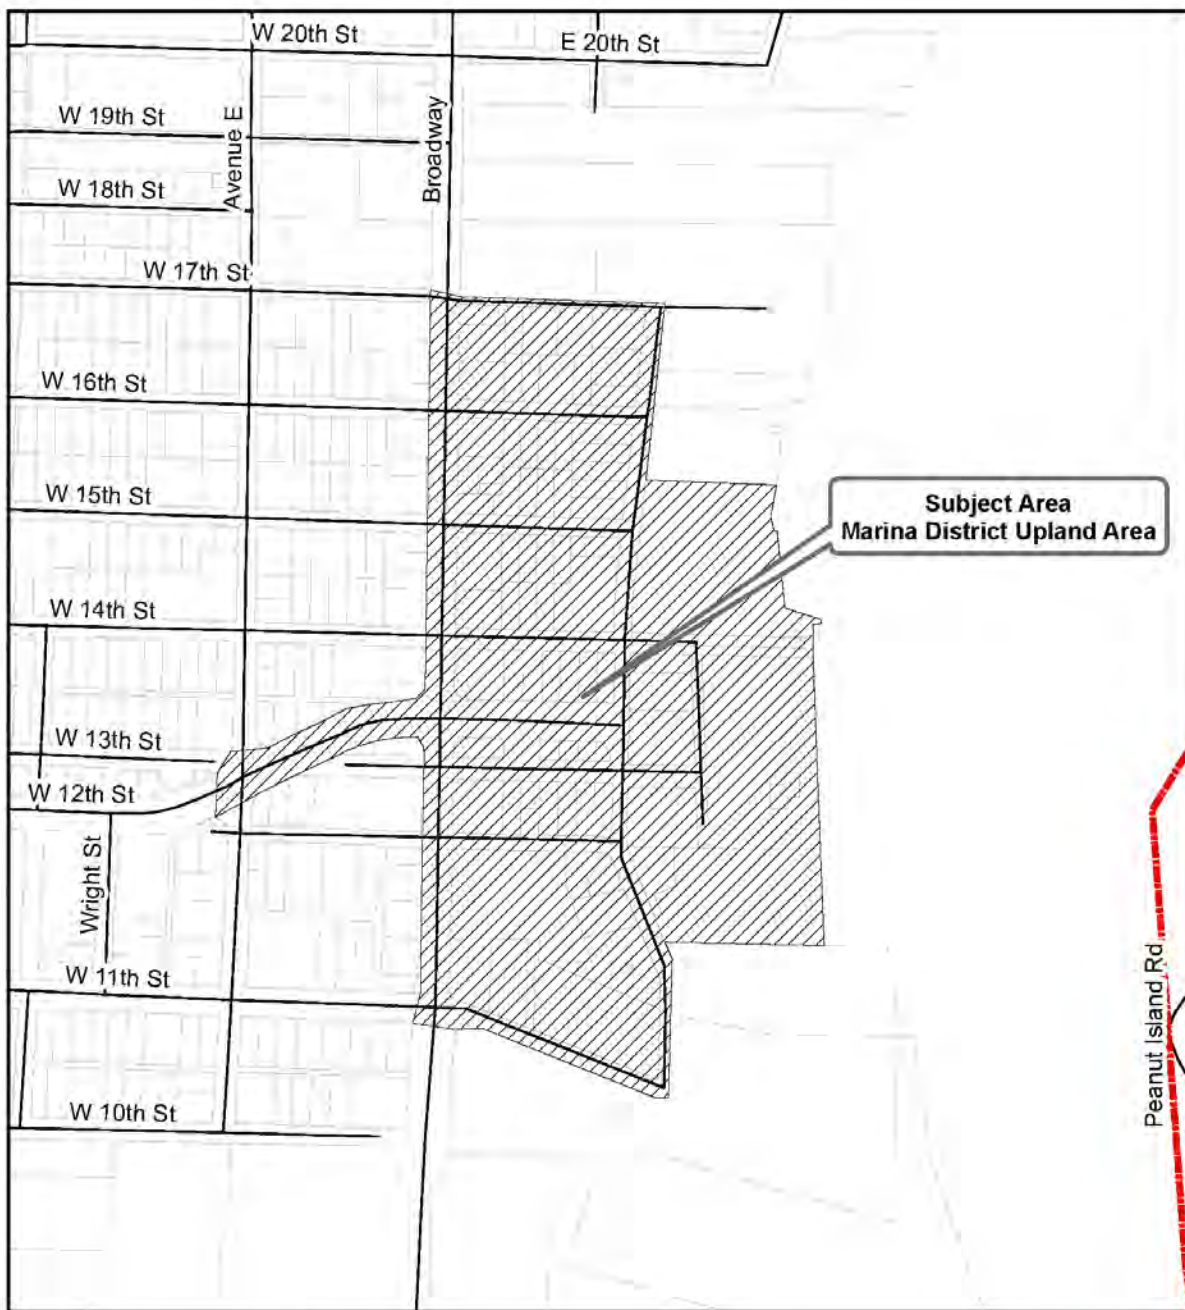 W 20th St
E 20th St
W 19th St
Avenue E
Broadway
W 18th St
W 17th St
W 16th St
W 15th St
Subject Area
Marina District Upland Area
W 14th St
W 13th St
W 12th St
Wright St
W 11th St
Peanut Island Rd
W 10th St